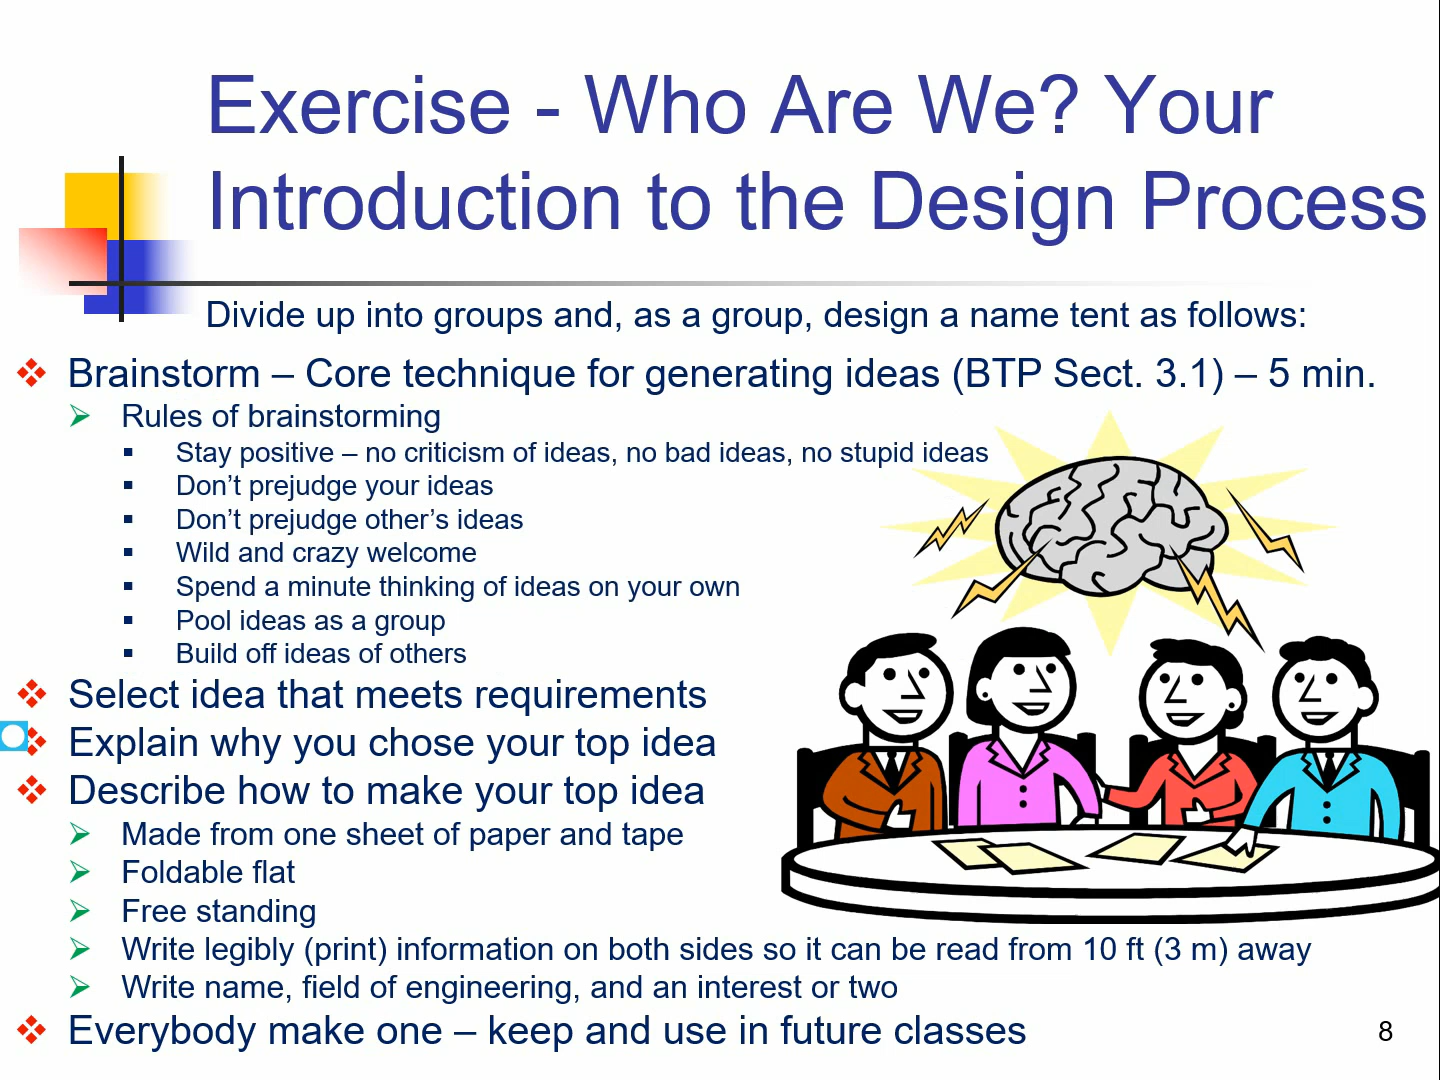 Exercise - Who Are We? Your
Introduction to the Design Process
Divide up into groups and, as a group, design a name tent as follows:
Brainstorm – Core technique for generating ideas (BTP Sect. 3.1) – 5 min.
Rules of brainstorming
Stay positive – no criticism of ideas, no bad ideas, no stupid ideas
Don’t prejudge your ideas
Don’t prejudge other’s ideas
Wild and crazy welcome
Spend a minute thinking of ideas on your own
Pool ideas as a group
Build off ideas of others
Select idea that meets requirements
Explain why you chose your top idea
Describe how to make your top idea
Made from one sheet of paper and tape
Foldable flat
Free standing
Write legibly (print) information on both sides so it can be read from 10 ft (3 m) away
Write name, field of engineering, and an interest or two
Everybody make one – keep and use in future classes
8